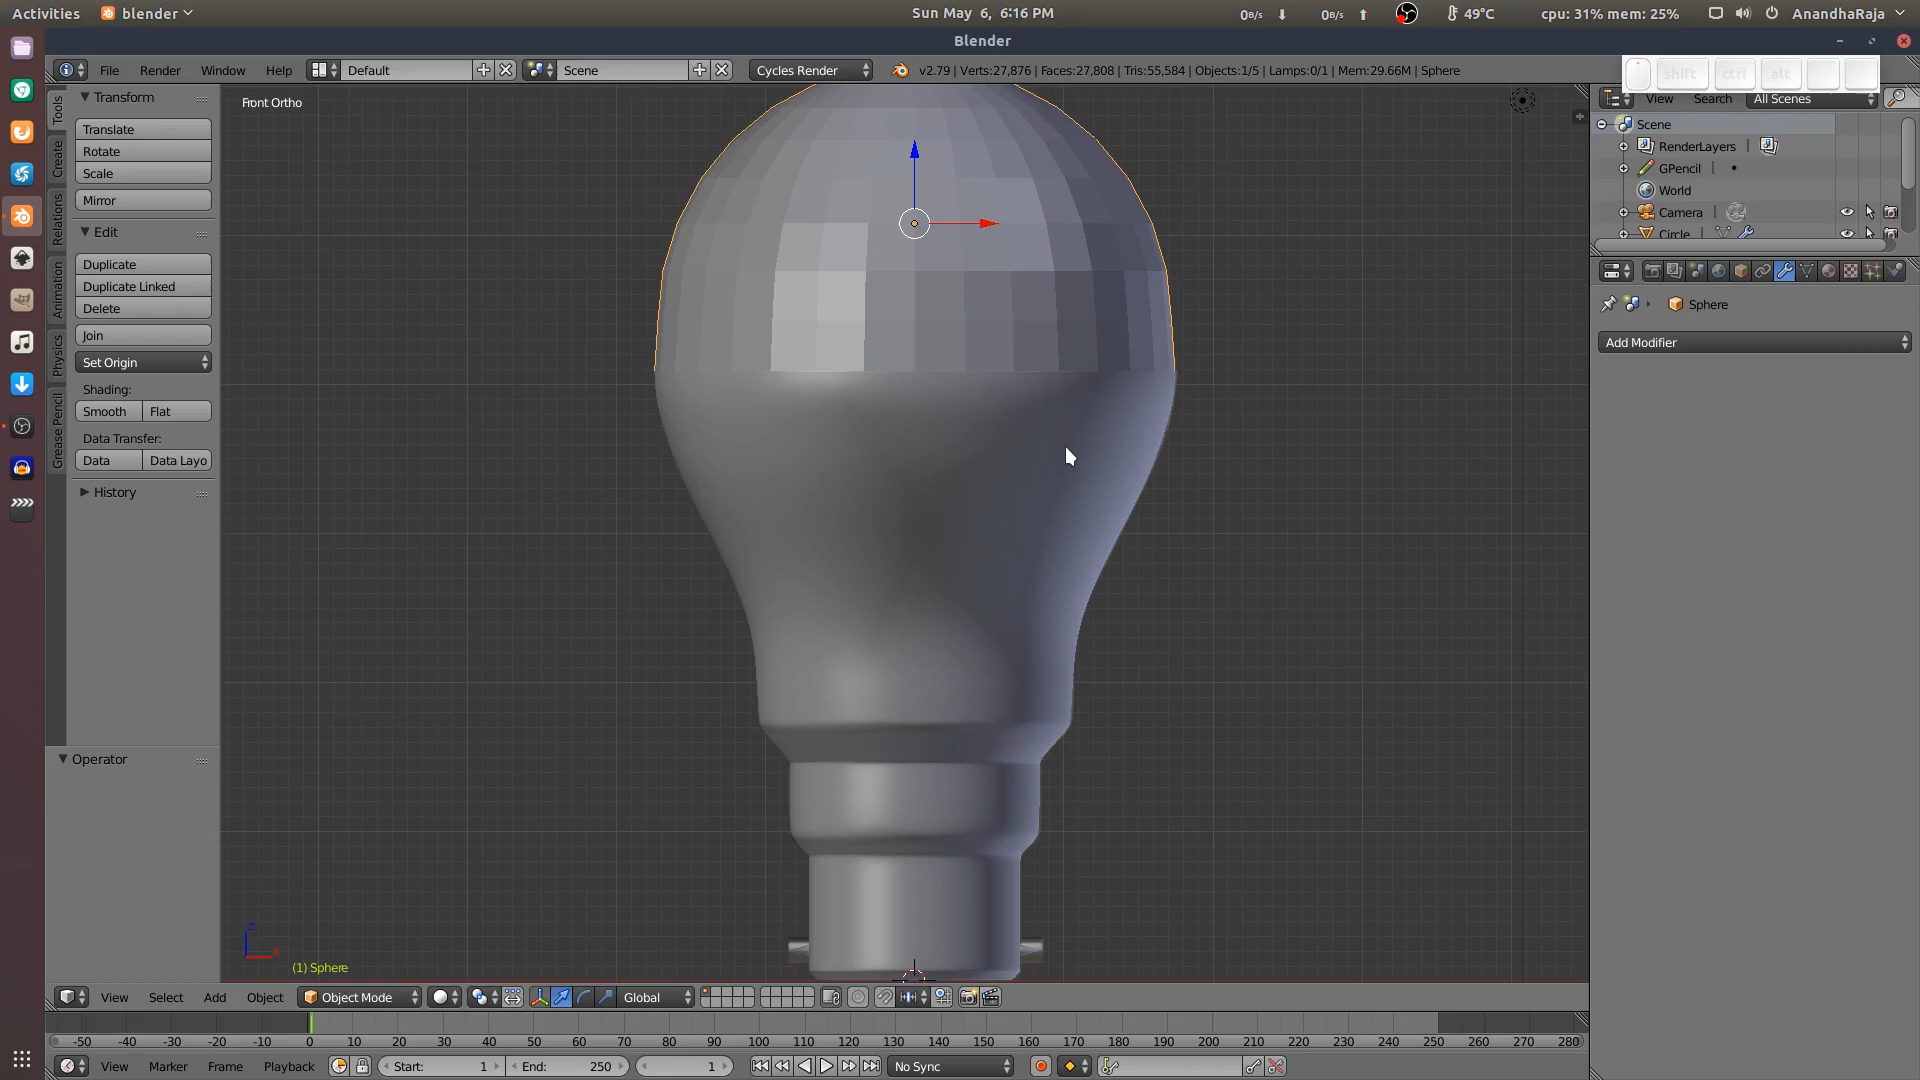 Activities blender Sun May 6, 6:16 PM 0B/s 0B/s 49°C cpu: 31% mem: 25% AnandhaRaja
Blender
File Render Window Help Default Scene Cycles Render v2.79 | Verts:27,876 | Faces:27,808 | Tris:55,584 | Objects:1/5 | Lamps:0/1 | Mem:29.66M | Sphere
shift ctrl alt
View Search All Scenes
Front Ortho
Tools
Create
Relations
Animation
Physics
Grease Pencil
Transform
Translate
Rotate
Scale
Mirror
Edit
Duplicate
Duplicate Linked
Delete
Join
Set Origin
Shading:
Smooth Flat
Data Transfer:
Data Data Layo
History
Operator
Scene
RenderLayers
GPencil
World
Camera
Circle
Sphere
Add Modifier
z
x
(1) Sphere
View Select Add Object Object Mode Global
-50 -40 -30 -20 -10 0 10 20 30 40 50 60 70 80 90 100 110 120 130 140 150 160 170 180 190 200 210 220 230 240 250 260 270 280
View Marker Frame Playback Start: 1 End: 250 1 No Sync